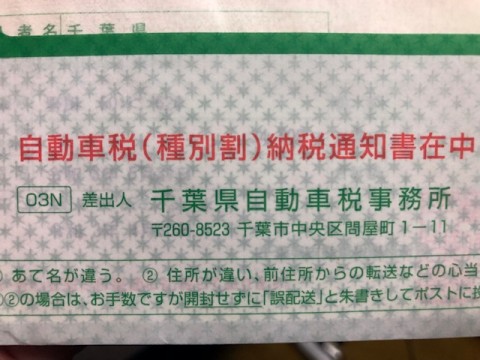 者名千葉県
自動車税(種別割)納税通知書在中
03N 差出人 千葉県自動車税事務所
〒260-8523 千葉市中央区問屋町1-11
① あて名が違う。 ② 住所が違い、前住所からの転送などの心当
①②の場合は、お手数ですが開封せずに「誤配送」と朱書きしてポストに投